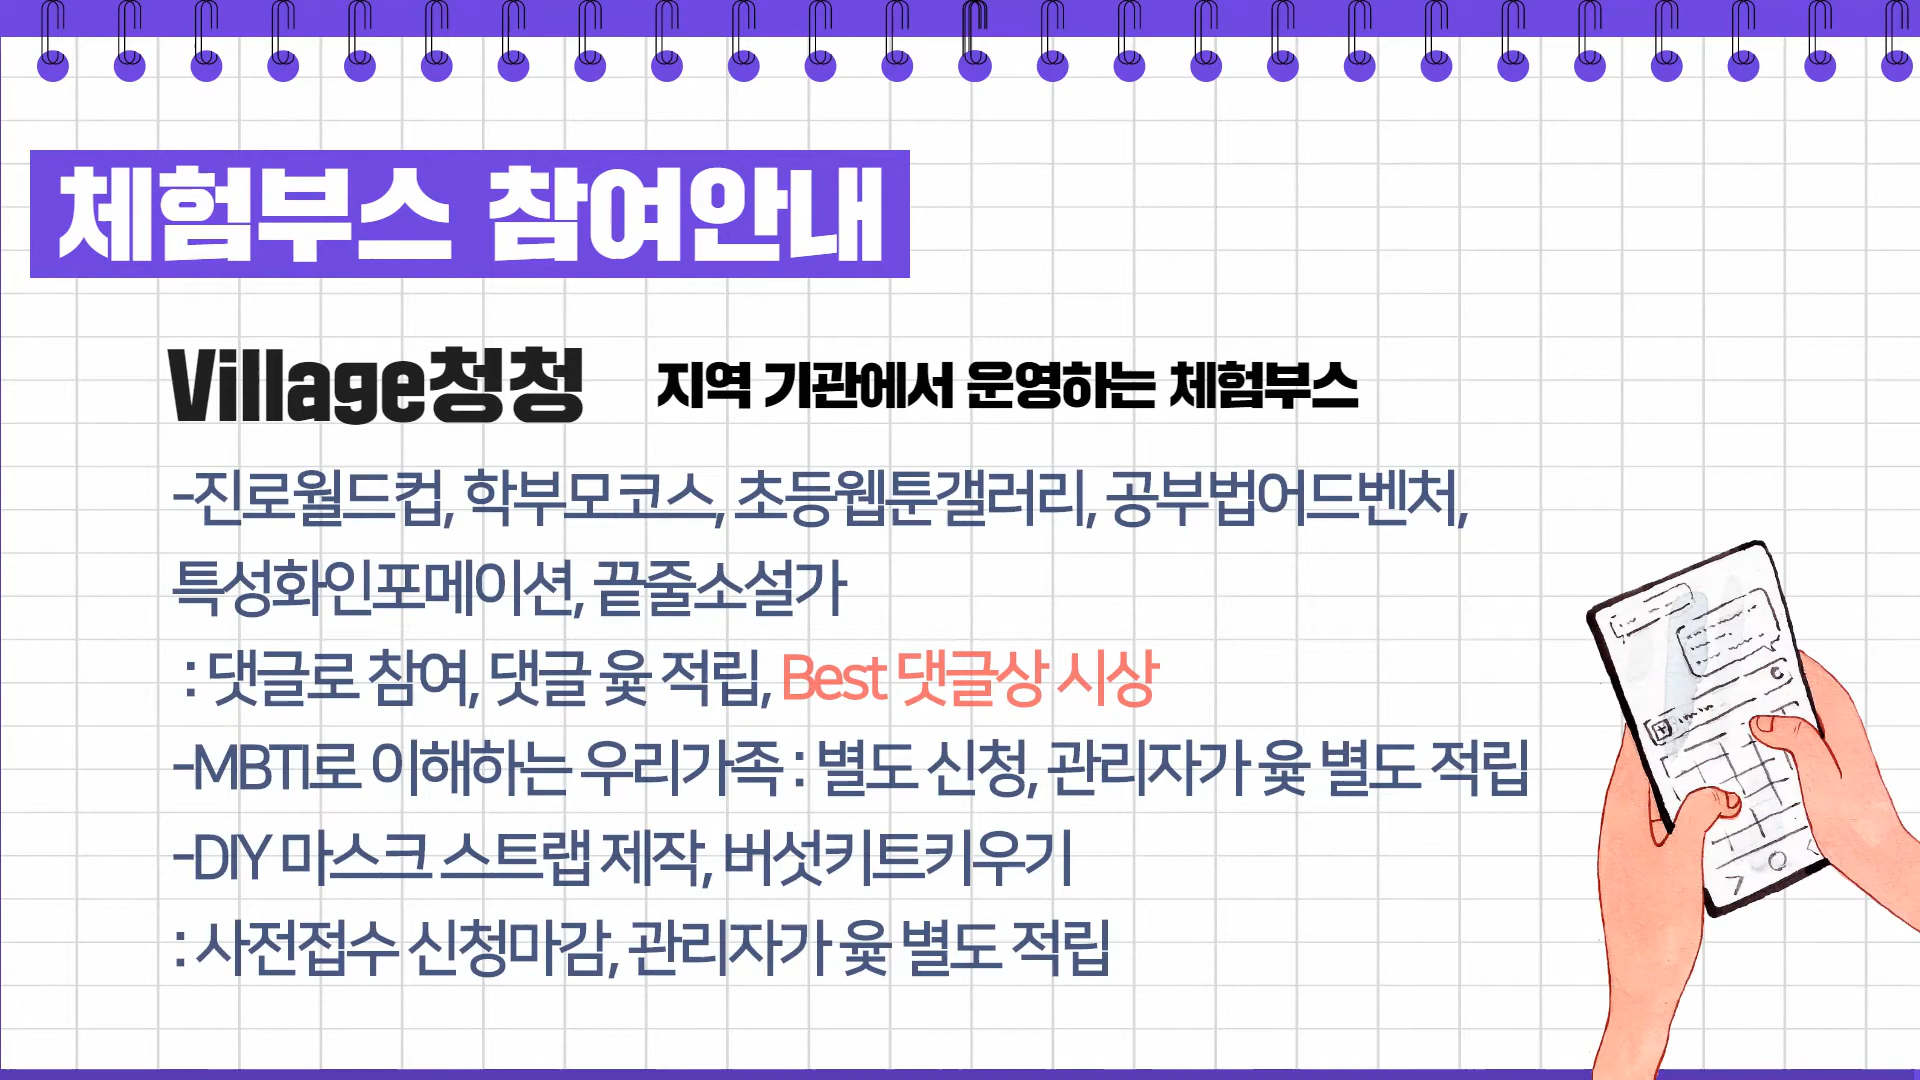 체험부스 참여안내
Village청청 지역 기관에서 운영하는 체험부스
-진로월드컵, 학부모코스, 초등웹툰갤러리, 공부법어드벤처,
특성화인포메이션, 끝줄소설가
: 댓글로 참여, 댓글 윷 적립, Best 댓글상 시상
-MBTI로 이해하는 우리가족 : 별도 신청, 관리자가 윷 별도 적립
-DIY 마스크 스트랩 제작, 버섯키트키우기
: 사전접수 신청마감, 관리자가 윷 별도 적립